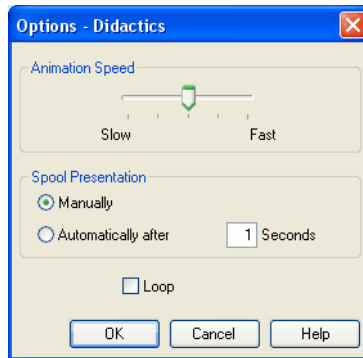 Options - Didactics
Animation Speed
Slow Fast
Spool Presentation
Manually
Automatically after 1 Seconds
Loop
OK Cancel Help